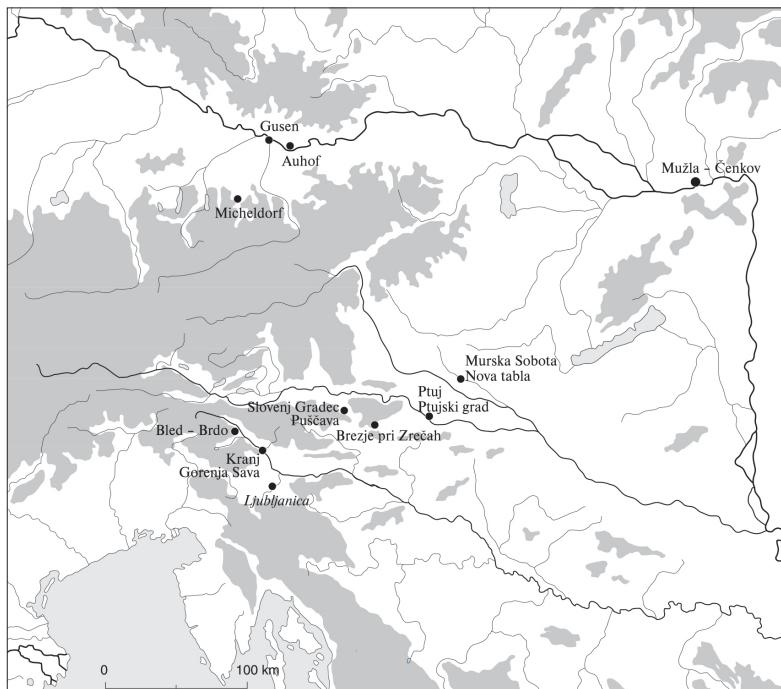 Gusen
Auhof
Mužla – Čenkov
Micheldorf
Murska Sobota
Nova tabla
Ptuj
Ptujski grad
Slovenj Gradec
Puščava
Brezje pri Zrečah
Bled – Brdo
Kranj
Gorenja Sava
Ljubljanica
0 100 km